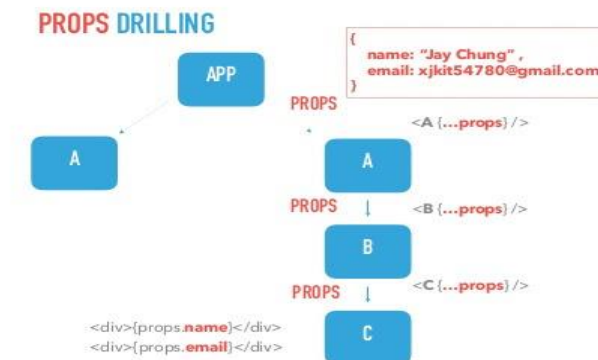 PROPS DRILLING
{
name: "Jay Chung" ,
email: xjkit54780@gmail.com
}
APP
PROPS
<A {...props} />
A
A
PROPS
<B {...props} />
B
PROPS
<C {...props} />
C
<div>{props.name}</div>
<div>{props.email}</div>